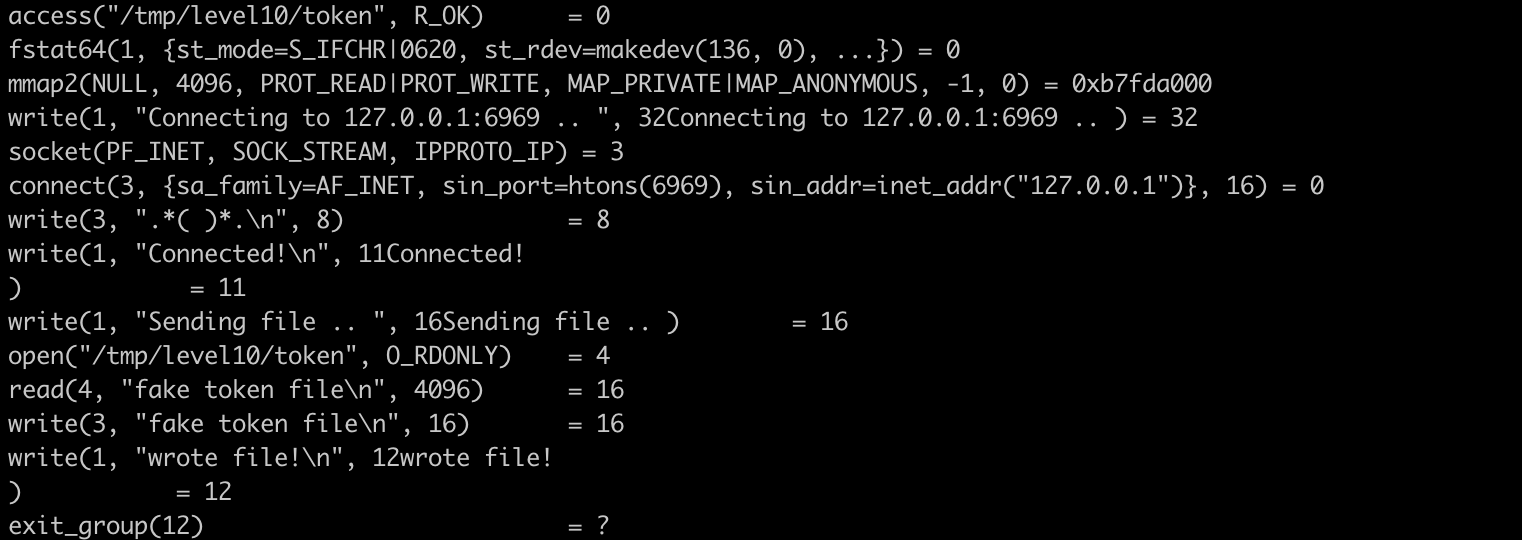 access("/tmp/level10/token", R_OK)      = 0
fstat64(1, {st_mode=S_IFCHR|0620, st_rdev=makedev(136, 0), ...}) = 0
mmap2(NULL, 4096, PROT_READ|PROT_WRITE, MAP_PRIVATE|MAP_ANONYMOUS, -1, 0) = 0xb7fda000
write(1, "Connecting to 127.0.0.1:6969 .. ", 32Connecting to 127.0.0.1:6969 .. ) = 32
socket(PF_INET, SOCK_STREAM, IPPROTO_IP) = 3
connect(3, {sa_family=AF_INET, sin_port=htons(6969), sin_addr=inet_addr("127.0.0.1")}, 16) = 0
write(3, ".*( )*.\n", 8)                = 8
write(1, "Connected!\n", 11Connected!
)            = 11
write(1, "Sending file .. ", 16Sending file .. )        = 16
open("/tmp/level10/token", O_RDONLY)    = 4
read(4, "fake token file\n", 4096)      = 16
write(3, "fake token file\n", 16)       = 16
write(1, "wrote file!\n", 12wrote file!
)           = 12
exit_group(12)                          = ?